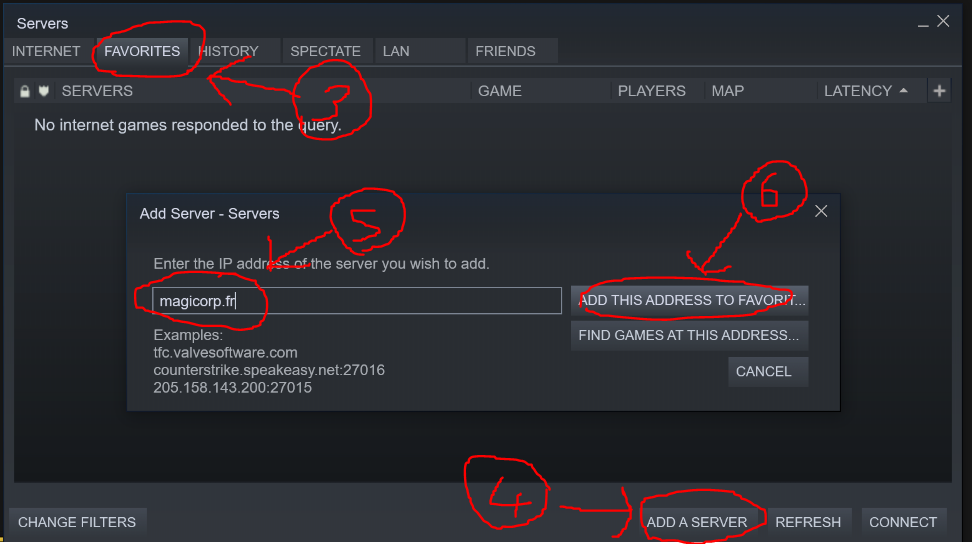 Servers
INTERNET FAVORITES HISTORY SPECTATE LAN FRIENDS
3
SERVERS GAME PLAYERS MAP LATENCY
No internet games responded to the query.
6
5
Add Server - Servers
Enter the IP address of the server you wish to add.
magicorp.fr
ADD THIS ADDRESS TO FAVORIT...
Examples:
FIND GAMES AT THIS ADDRESS...
tfc.valvesoftware.com
counterstrike.speakeasy.net:27016
CANCEL
205.158.143.200:27015
4
CHANGE FILTERS ADD A SERVER REFRESH CONNECT